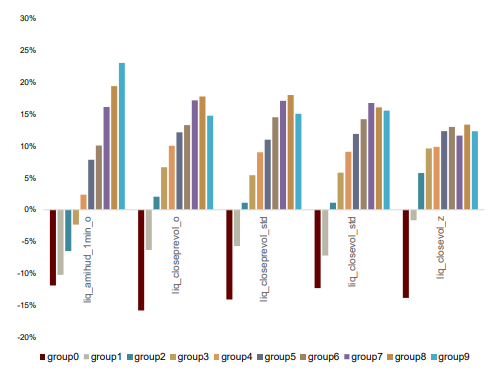 30%
25%
20%
15%
10%
5%
0%
-5%
-10%
-15%
-20%
liq_amihud_1min_o
liq_closeprevol_o
liq_closeprevol_std
liq_closevol_std
liq_closevol_z
group0 group1 group2 group3 group4 group5 group6 group7 group8 group9